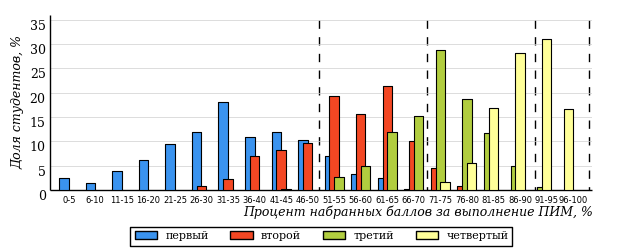 Доля студентов, %
35
30
25
20
15
10
5
0
0-5 6-10 11-15 16-20 21-25 26-30 31-35 36-40 41-45 46-50 51-55 56-60 61-65 66-70 71-75 76-80 81-85 86-90 91-95 96-100
Процент набранных баллов за выполнение ПИМ, %
первый второй третий четвертый